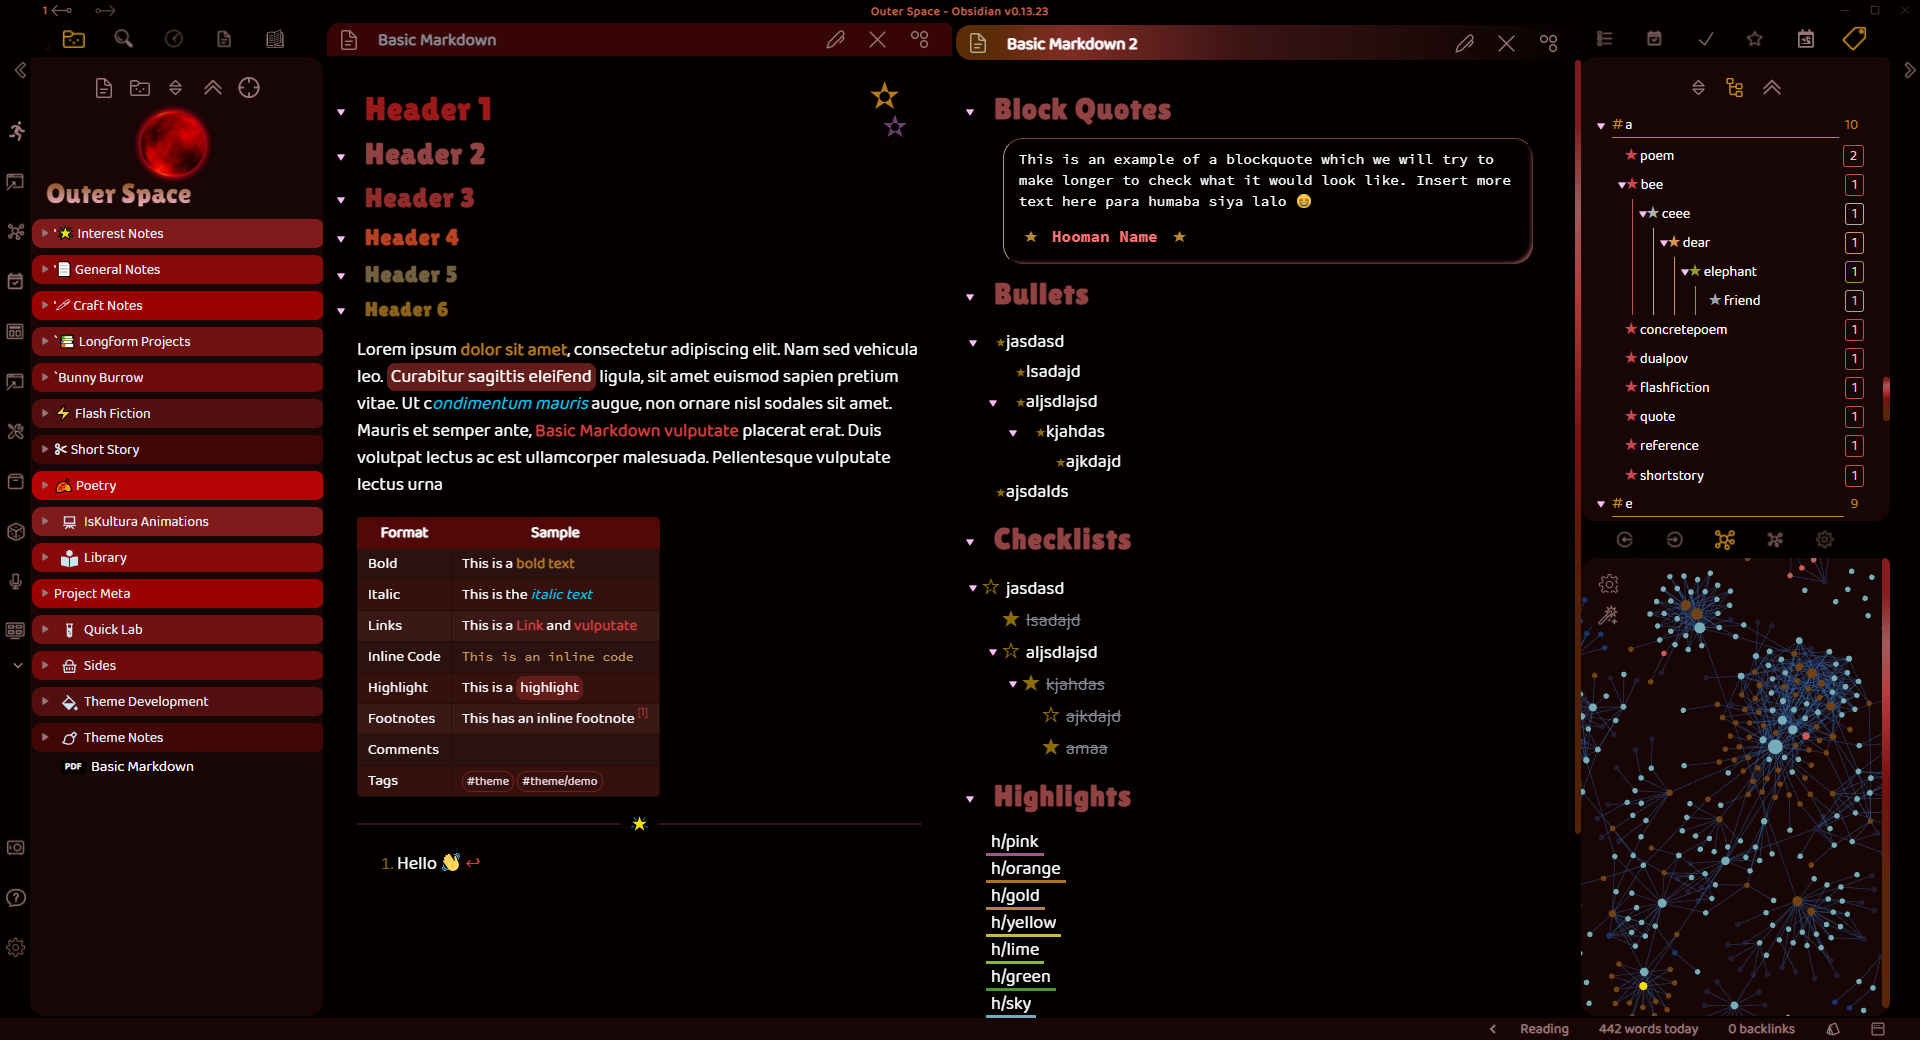 1
Outer Space - Obsidian v0.13.23
Outer Space
' Interest Notes
' General Notes
' Craft Notes
` Longform Projects
`Bunny Burrow
Flash Fiction
Short Story
Poetry
IsKultura Animations
Library
Project Meta
Quick Lab
Sides
Theme Development
Theme Notes
PDF Basic Markdown
Basic Markdown
Header 1
Header 2
Header 3
Header 4
Header 5
Header 6
Lorem ipsum dolor sit amet, consectetur adipiscing elit. Nam sed vehicula
leo. Curabitur sagittis eleifend ligula, sit amet euismod sapien pretium
vitae. Ut condimentum mauris augue, non ornare nisl sodales sit amet.
Mauris et semper ante, Basic Markdown vulputate placerat erat. Duis
volutpat lectus ac est ullamcorper malesuada. Pellentesque vulputate
lectus urna
Format Sample
Bold This is a bold text
Italic This is the italic text
Links This is a Link and vulputate
Inline Code This is an inline code
Highlight This is a highlight
Footnotes This has an inline footnote [1]
Comments
Tags #theme #theme/demo
1. Hello 👋 ↩
Basic Markdown 2
Block Quotes
This is an example of a blockquote which we will try to
make longer to check what it would look like. Insert more
text here para humaba siya lalo 😄
★ Hooman Name ★
Bullets
jasdasd
lsadajd
aljsdlajsd
kjahdas
ajkdajd
ajsdalds
Checklists
jasdasd
lsadajd
aljsdlajsd
kjahdas
ajkdajd
amaa
Highlights
h/pink
h/orange
h/gold
h/yellow
h/lime
h/green
h/sky
#a 10
poem 2
bee 1
ceee 1
dear 1
elephant 1
friend 1
concretepoem 1
dualpov 1
flashfiction 1
quote 1
reference 1
shortstory 1
#e 9
Reading 442 words today 0 backlinks